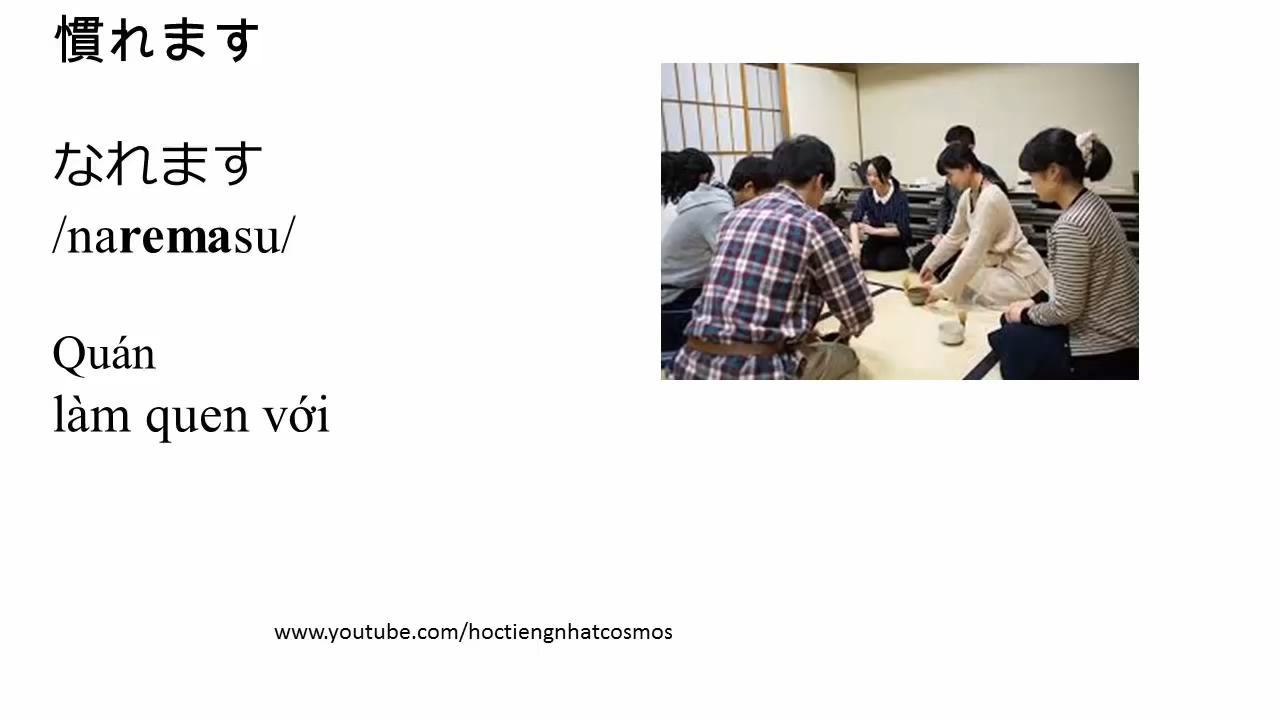 慣れます
なれます
/naremasu/
Quán
làm quen với
www.youtube.com/hoctiengnhatcosmos